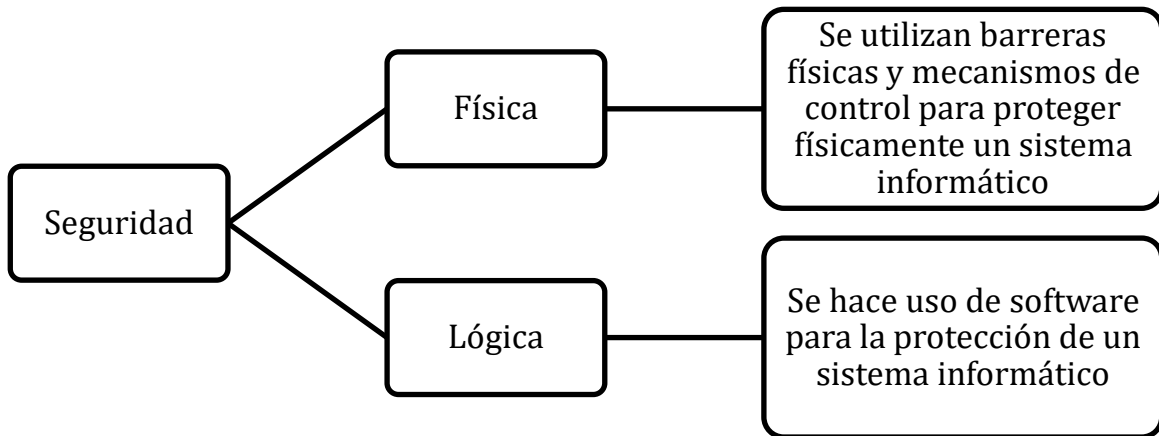 Seguridad
Física
Se utilizan barreras
físicas y mecanismos de
control para proteger
físicamente un sistema
informático
Lógica
Se hace uso de software
para la protección de un
sistema informático